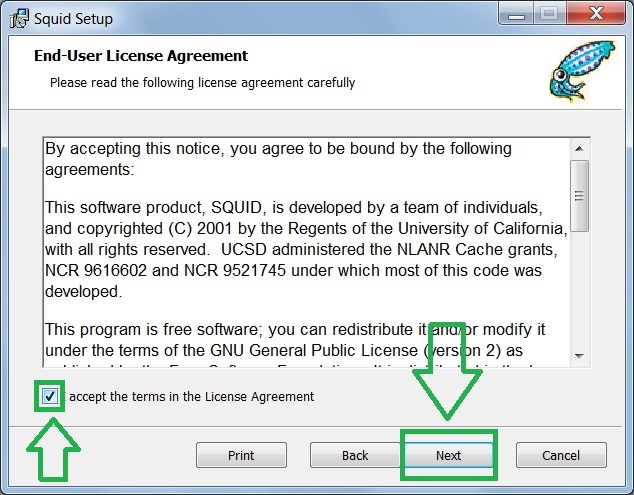 Squid Setup
End-User License Agreement
Please read the following license agreement carefully
By accepting this notice, you agree to be bound by the following
agreements:
This software product, SQUID, is developed by a team of individuals,
and copyrighted (C) 2001 by the Regents of the University of California,
with all rights reserved.  UCSD administered the NLANR Cache grants,
NCR 9616602 and NCR 9521745 under which most of this code was
developed.
This program is free software; you can redistribute it and/or modify it
under the terms of the GNU General Public License (version 2) as
accept the terms in the License Agreement
Print Back Next Cancel